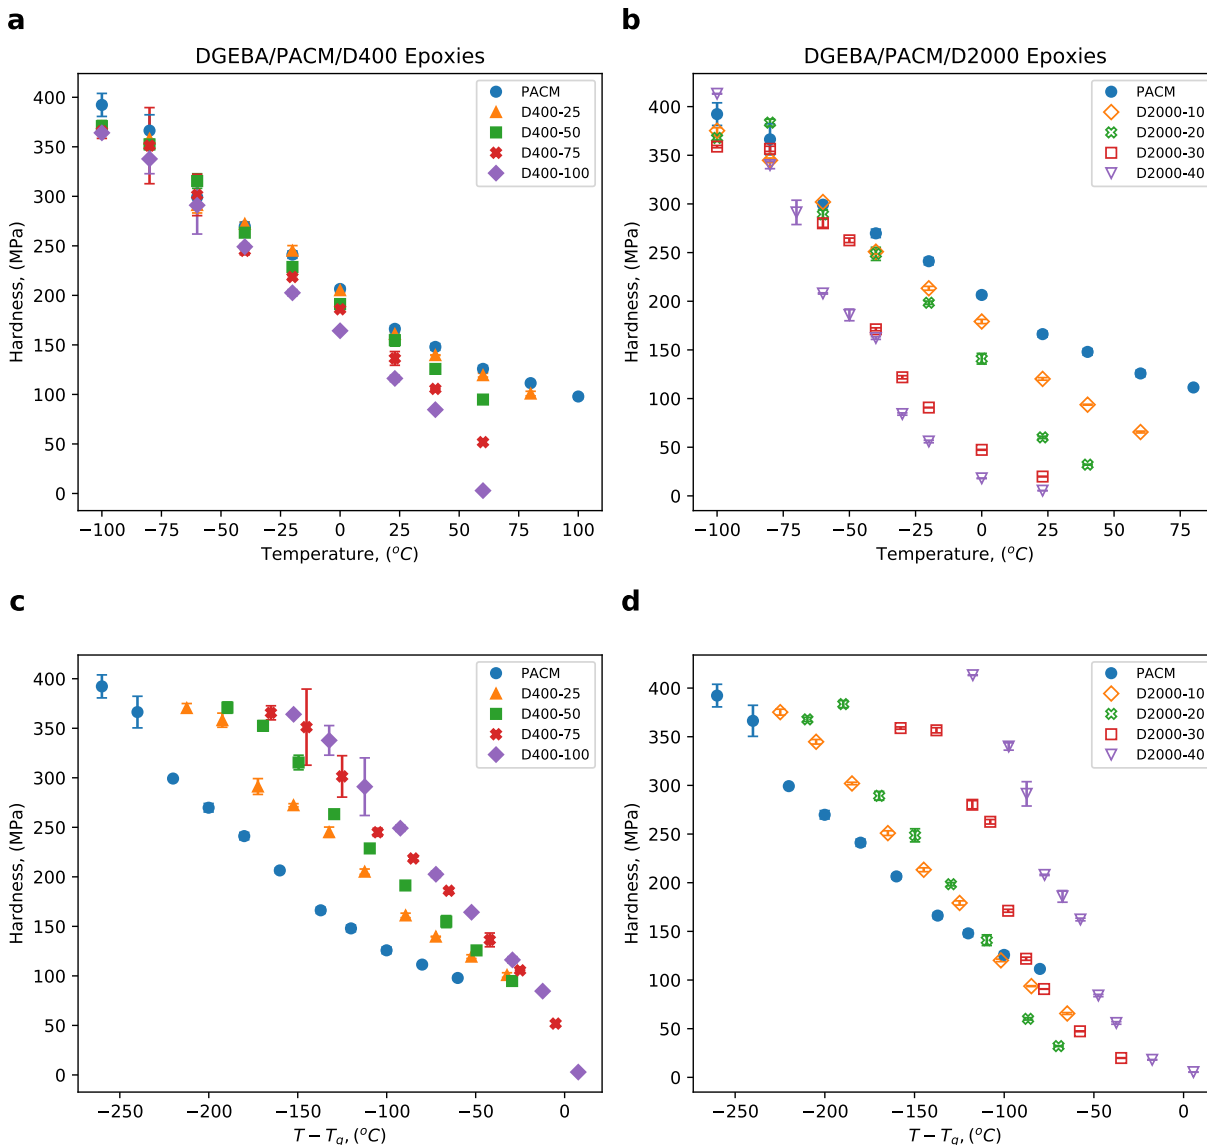 a
DGEBA/PACM/D400 Epoxies
PACM
D400-25
D400-50
D400-75
D400-100
Hardness, (MPa)
400
350
300
250
200
150
100
50
0
−100 −75 −50 −25 0 25 50 75 100
Temperature, (°C)
b
DGEBA/PACM/D2000 Epoxies
PACM
D2000-10
D2000-20
D2000-30
D2000-40
Hardness, (MPa)
400
350
300
250
200
150
100
50
0
−100 −75 −50 −25 0 25 50 75
Temperature, (°C)
c
PACM
D400-25
D400-50
D400-75
D400-100
Hardness, (MPa)
400
350
300
250
200
150
100
50
0
−250 −200 −150 −100 −50 0
T − Tg, (°C)
d
PACM
D2000-10
D2000-20
D2000-30
D2000-40
Hardness, (MPa)
400
350
300
250
200
150
100
50
0
−250 −200 −150 −100 −50 0
T − Tg, (°C)